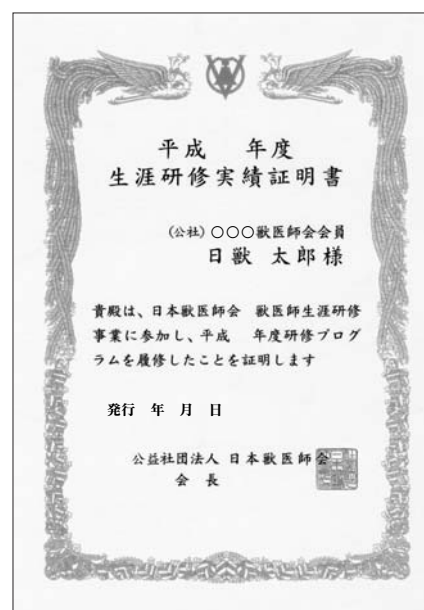 平成　　年度
生涯研修実績証明書
(公社) ○○○獣医師会会員
日獣 太郎様
貴殿は、日本獣医師会　獣医師生涯研修
事業に参加し、平成　　年度研修プログ
ラムを履修したことを証明します
発行　年　月　日
公益社団法人 日本獣医師会
会　長